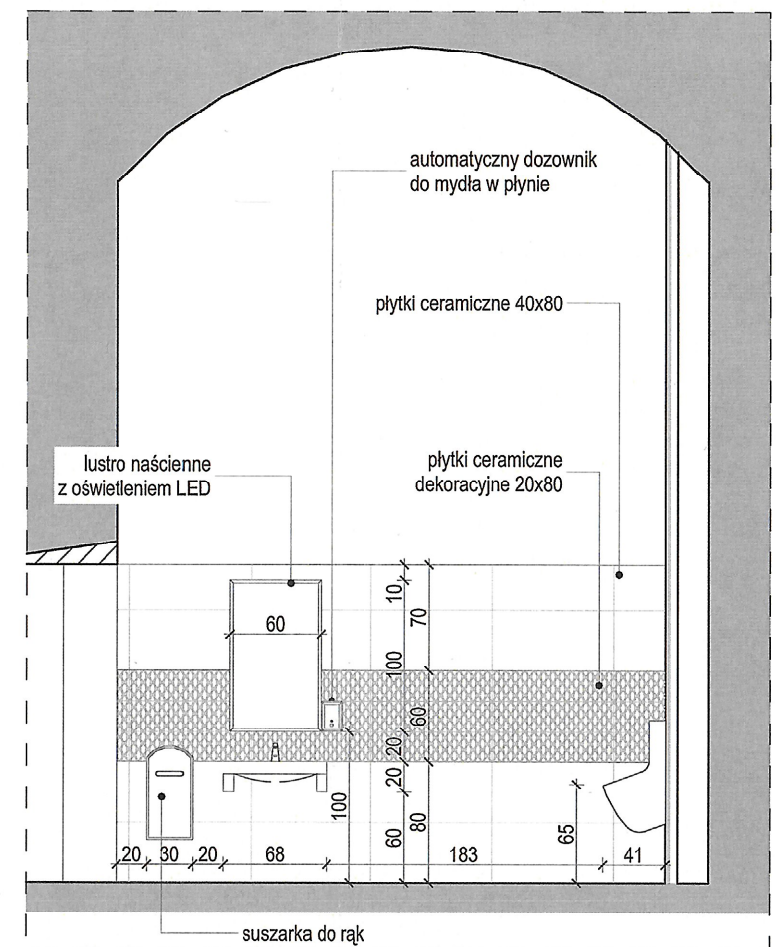 automatyczny dozownik
do mydła w płynie
płytki ceramiczne 40x80
lustro naścienne
z oświetleniem LED
płytki ceramiczne
dekoracyjne 20x80
10
70
60
100
60
20
20
100
60
80
65
20
30
20
68
183
41
suszarka do rąk